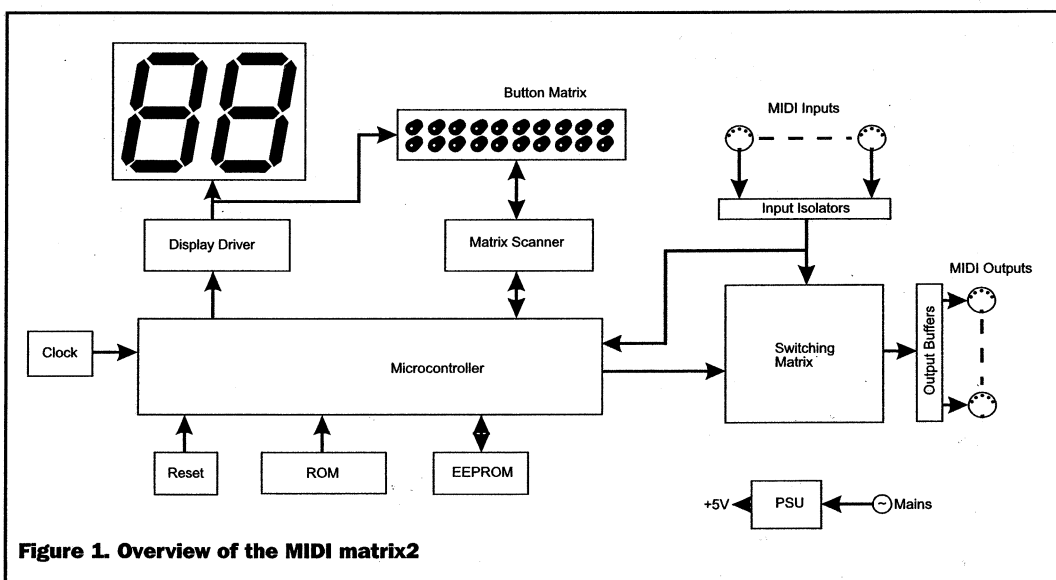 88
Button Matrix
MIDI Inputs
Input Isolators
Display Driver
Matrix Scanner
MIDI Outputs
Clock
Microcontroller
Switching
Matrix
Output Buffers
Reset
ROM
EEPROM
+5V
PSU
~
Mains
Figure 1. Overview of the MIDI matrix2